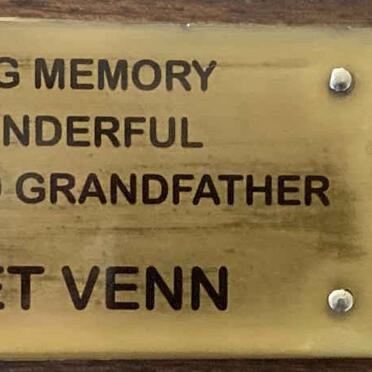 G MEMORY
NDERFUL
GRANDFATHER
ET VENN